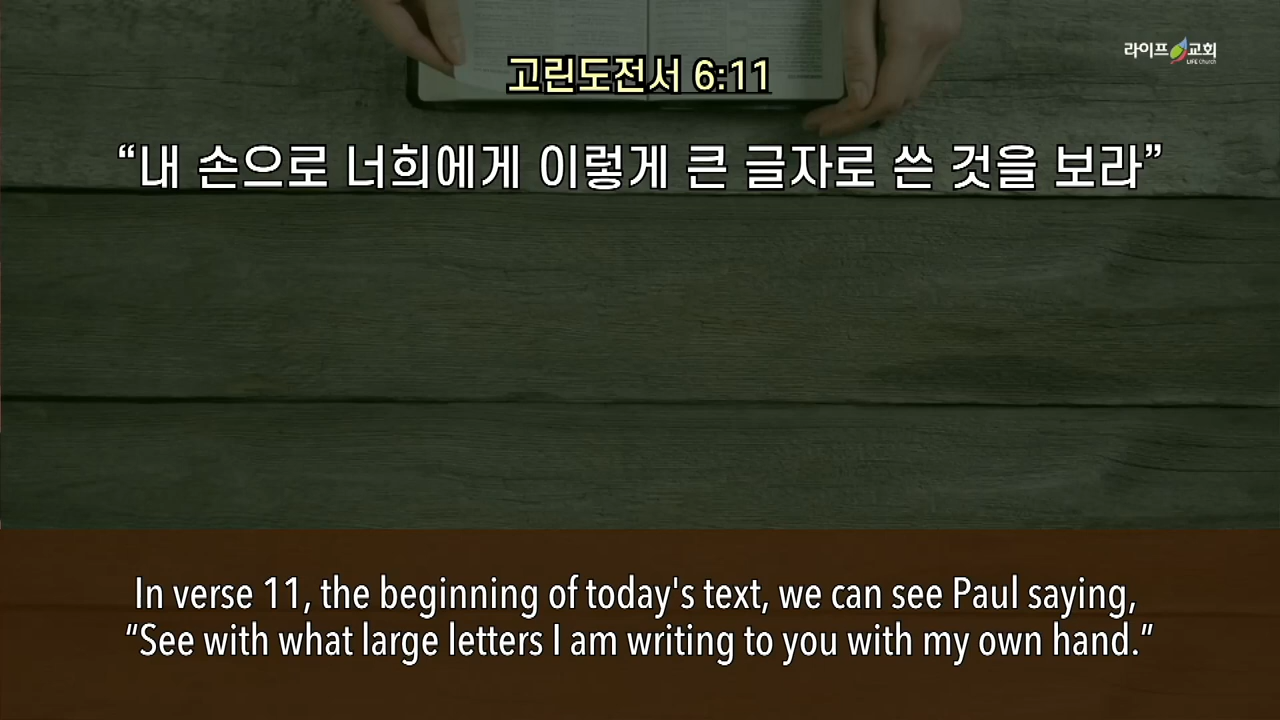 라이프 교회
LIFE Church
고린도전서 6:11
“내 손으로 너희에게 이렇게 큰 글자로 쓴 것을 보라”
In verse 11, the beginning of today's text, we can see Paul saying,
“See with what large letters I am writing to you with my own hand.”